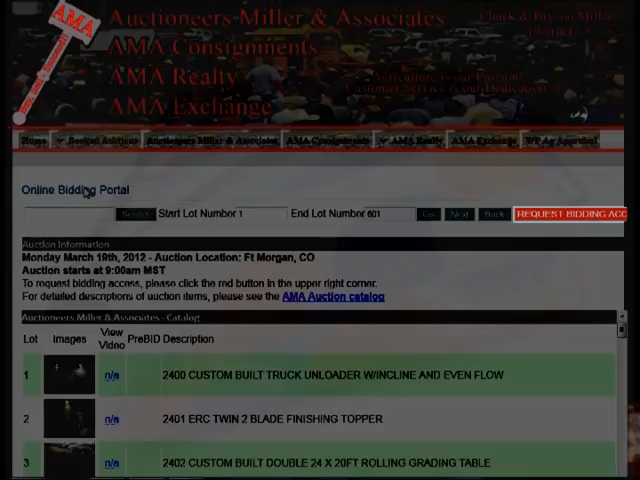 AMA
Auctioneers Miller & Associates
AMA Consignments
AMA Realty
AMA Exchange
Customer Service is our Dedication
Home
Auctioneers Miller & Associates
AMA Consignments
AMA Realty
AMA Exchange
WP Ag Appraisal
Online Bidding Portal
Search
Start Lot Number 1
End Lot Number 601
Go
Next
Back
REQUEST BIDDING ACC
Auction Information
Monday March 19th, 2012 - Auction Location: Ft Morgan, CO
Auction starts at 9:00am MST
To request bidding access, please click the red button in the upper right corner.
For detailed descriptions of auction items, please see the AMA Auction catalog
Auctioneers Miller & Associates - Catalog
Lot Images View Video PreBID Description
1 n/a 2400 CUSTOM BUILT TRUCK UNLOADER W/INCLINE AND EVEN FLOW
2 n/a 2401 ERC TWIN 2 BLADE FINISHING TOPPER
3 n/a 2402 CUSTOM BUILT DOUBLE 24 X 20FT ROLLING GRADING TABLE